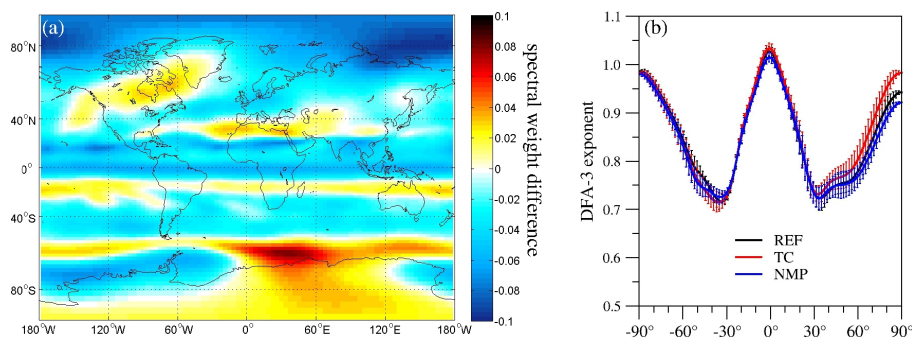 (a)
80°N
40°N
0°
40°S
80°S
180°W
120°W
60°W
0°
60°E
120°E
180°W
0.1
0.08
0.06
0.04
0.02
0
-0.02
-0.04
-0.06
-0.08
-0.1
spectral weight difference
(b)
1.1
1.0
0.9
0.8
0.7
0.6
0.5
DFA-3 exponent
REF
TC
NMP
-90°
-60°
-30°
0°
30°
60°
90°